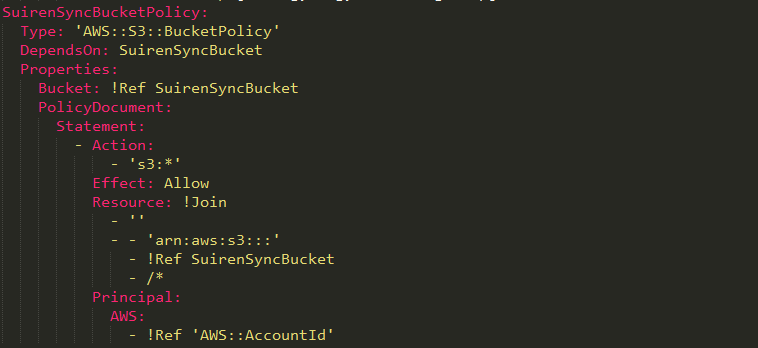 SuirenSyncBucketPolicy:
  Type: 'AWS::S3::BucketPolicy'
  DependsOn: SuirenSyncBucket
  Properties:
    Bucket: !Ref SuirenSyncBucket
    PolicyDocument:
      Statement:
        - Action:
            - 's3:*'
          Effect: Allow
          Resource: !Join
            - ''
            - - 'arn:aws:s3:::'
              - !Ref SuirenSyncBucket
              - /*
          Principal:
            AWS:
              - !Ref 'AWS::AccountId'